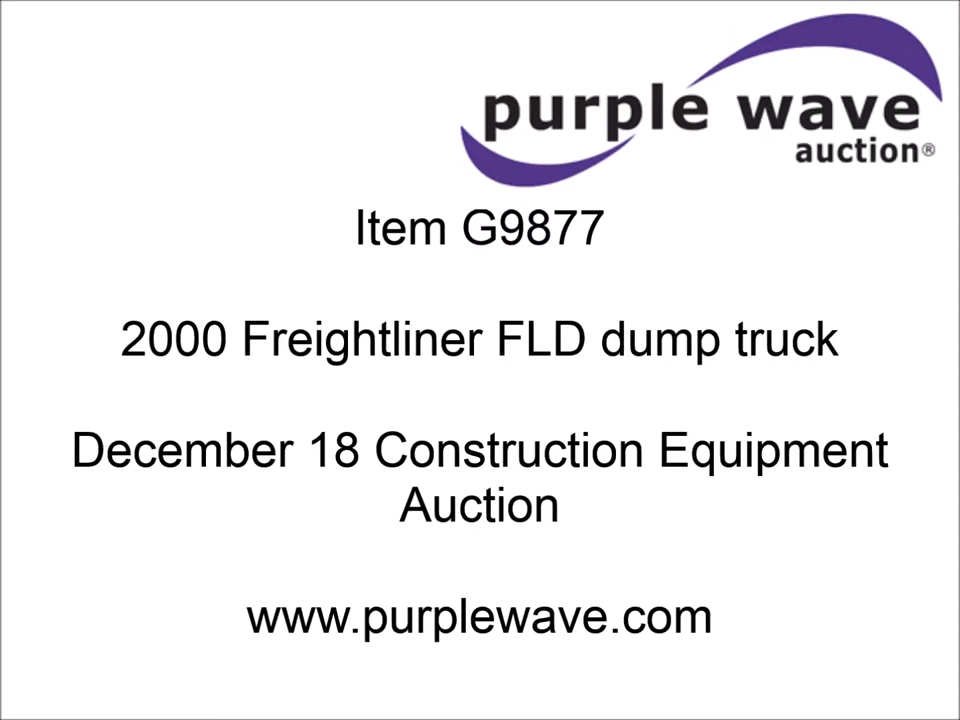 purple wave
auction®
Item G9877
2000 Freightliner FLD dump truck
December 18 Construction Equipment
Auction
www.purplewave.com